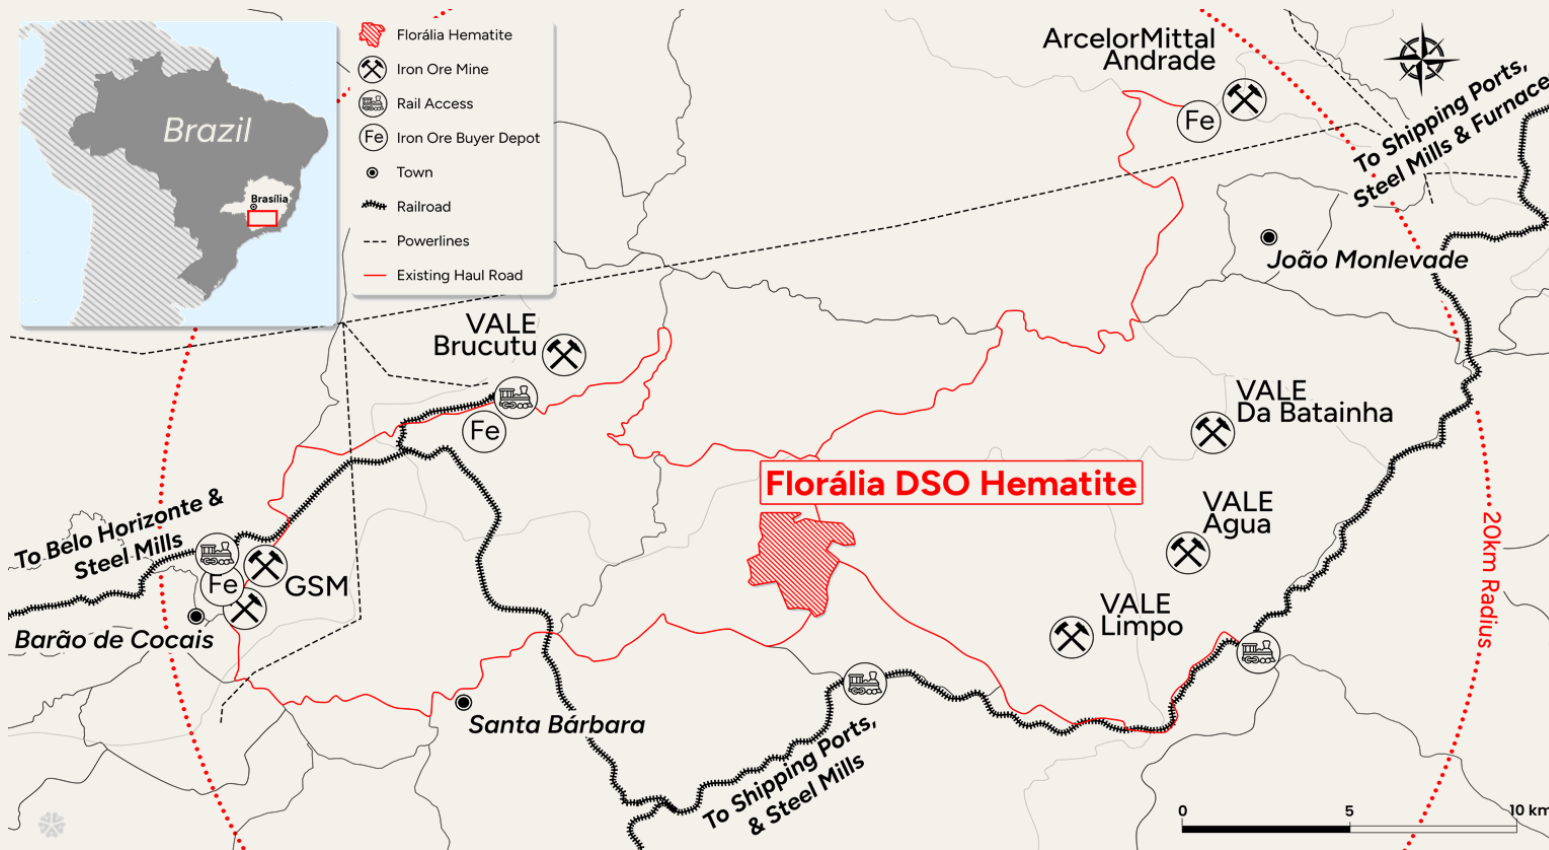 Brazil
Brasília
Florália Hematite
Iron Ore Mine
Rail Access
Fe
Iron Ore Buyer Depot
Town
Railroad
Powerlines
Existing Haul Road
ArcelorMittal
Andrade
Fe
To Shipping Ports,
Steel Mills & Furnace
João Monlevade
VALE
Brucutu
Fe
VALE
Da Batainha
Florália DSO Hematite
VALE
Agua
To Belo Horizonte &
Steel Mills
Fe
GSM
20km Radius
VALE
Limpo
Barão de Cocais
Santa Bárbara
To Shipping Ports,
& Steel Mills
0
5
10 km